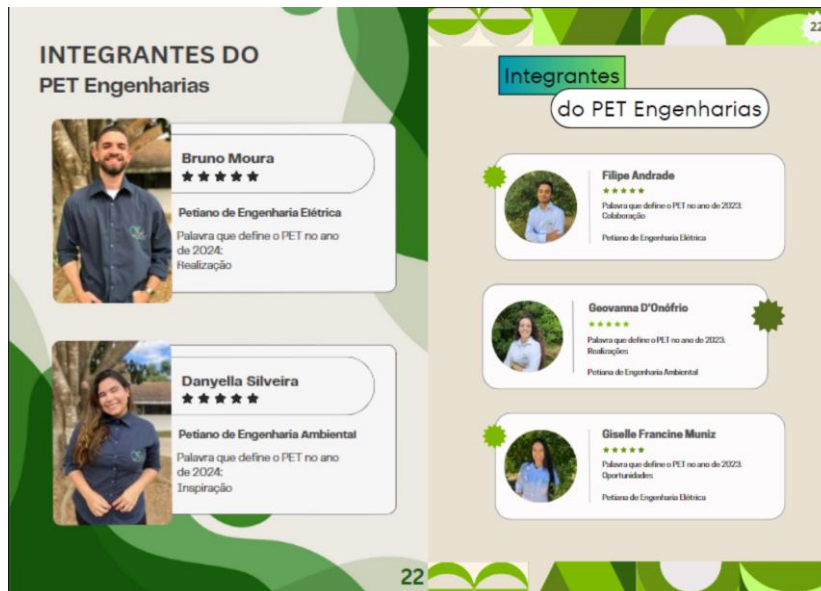 INTEGRANTES DO
PET Engenharias
Bruno Moura
Petiano de Engenharia Elétrica
Palavra que define o PET no ano
de 2024:
Realização
Danyella Silveira
Petiano de Engenharia Ambiental
Palavra que define o PET no ano
de 2024:
Inspiração
22
22
Integrantes
do PET Engenharias
Filipe Andrade
Palavra que define o PET no ano de 2023:
Colaboração
Petiano de Engenharia Elétrica
Geovanna D'Onófrio
Palavra que define o PET no ano de 2023:
Realizações
Petiana de Engenharia Ambiental
Giselle Francine Muniz
Palavra que define o PET no ano de 2023:
Oportunidades
Petiana de Engenharia Elétrica